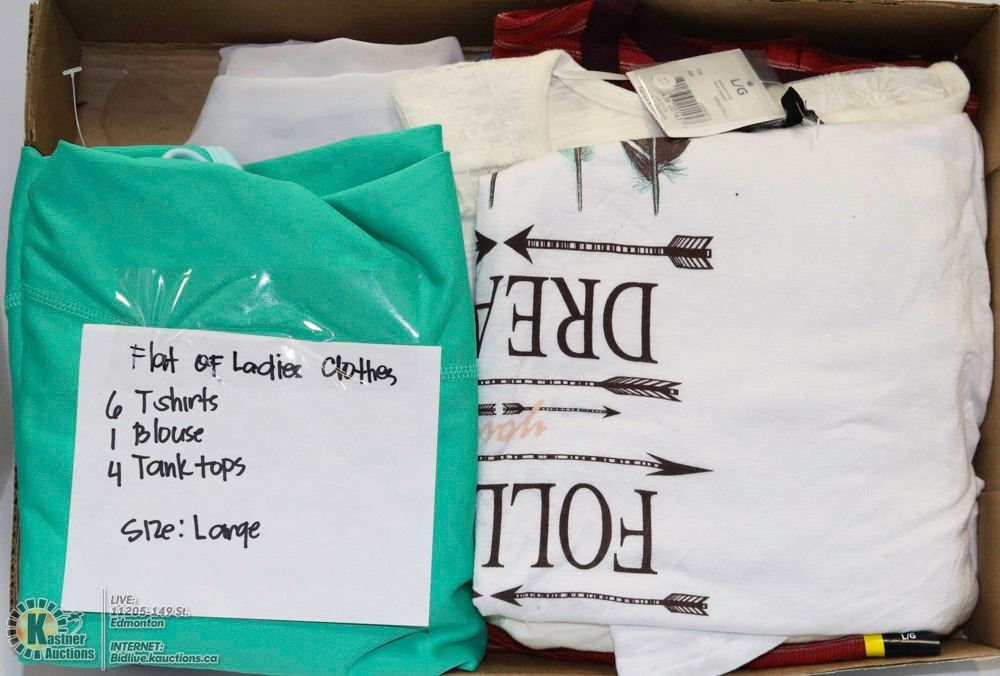 L/G
DREA
your
FOLL
Flat of Ladies Clothes
6 Tshirts
1 Blouse
4 Tank tops
Size: Large
L/G
Kastner
Auctions
LIVE:
11205-149 St.
Edmonton
INTERNET:
Bidlive.kauctions.ca